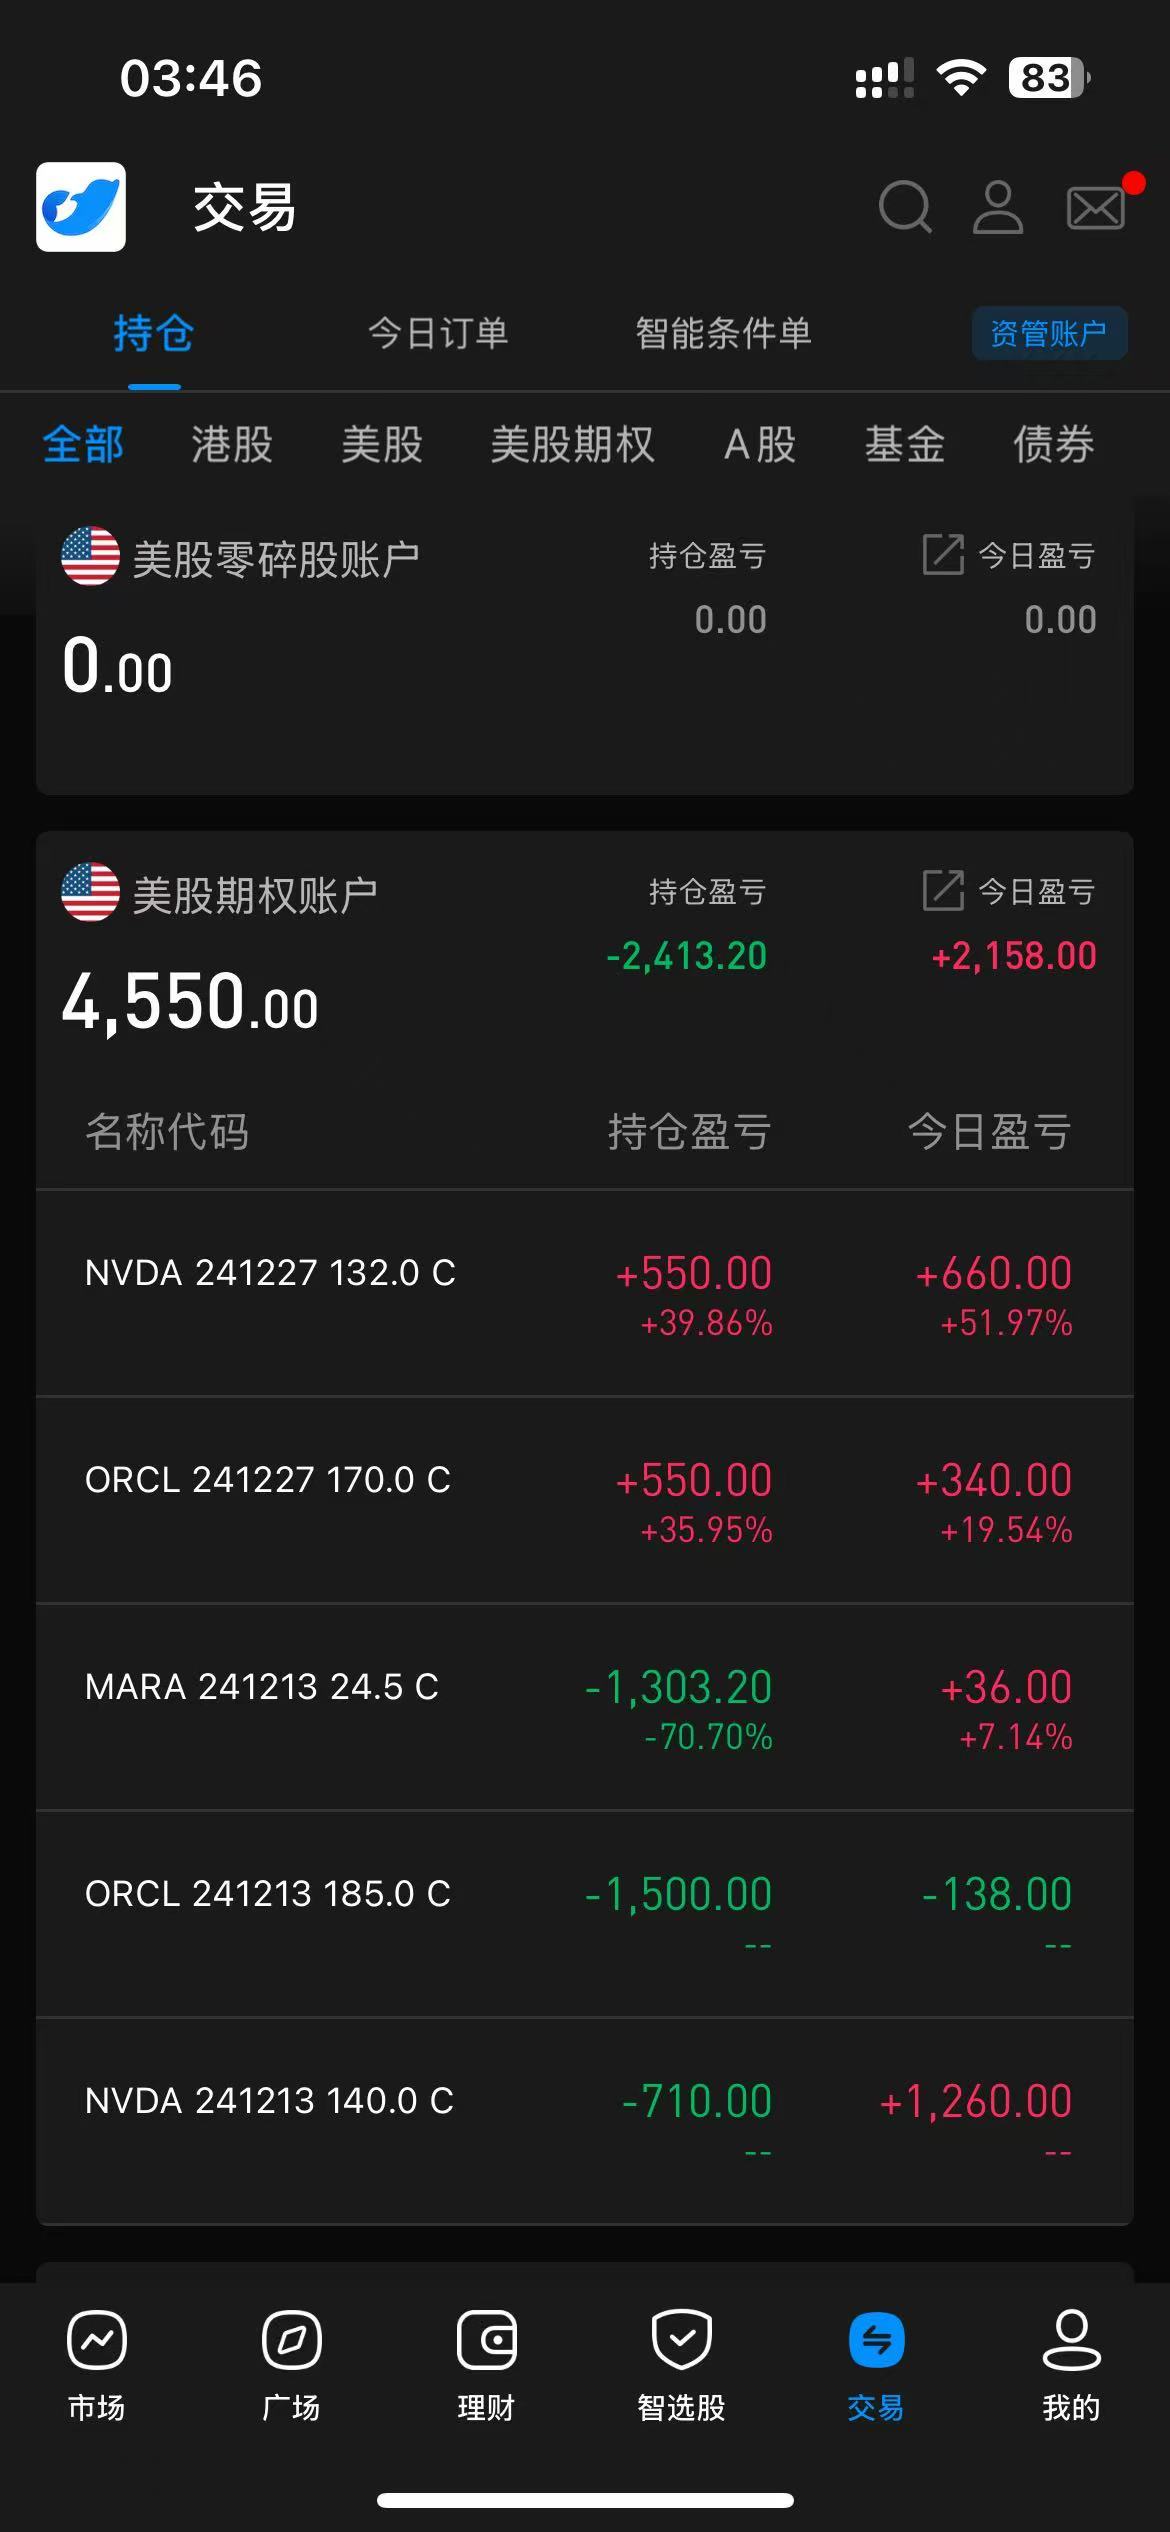 03:46
83
交易
持仓 今日订单 智能条件单 资管账户
全部 港股 美股 美股期权 A股 基金 债券
美股零碎股账户 持仓盈亏 今日盈亏
0.00 0.00
0.00
美股期权账户 持仓盈亏 今日盈亏
-2,413.20 +2,158.00
4,550.00
名称代码 持仓盈亏 今日盈亏
NVDA 241227 132.0 C +550.00 +660.00
+39.86% +51.97%
ORCL 241227 170.0 C +550.00 +340.00
+35.95% +19.54%
MARA 241213 24.5 C -1,303.20 +36.00
-70.70% +7.14%
ORCL 241213 185.0 C -1,500.00 -138.00
-- --
NVDA 241213 140.0 C -710.00 +1,260.00
-- --
市场 广场 理财 智选股 交易 我的